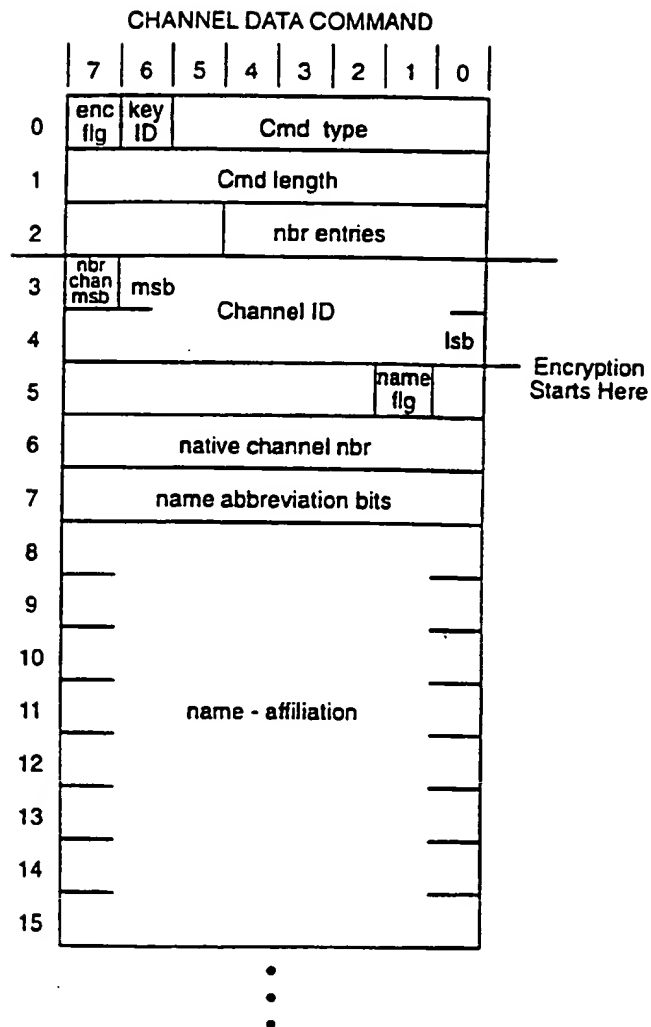 CHANNEL DATA COMMAND
7 6 5 4 3 2 1 0
0 enc flg key ID Cmd type
1 Cmd length
2 nbr entries
3 nbr chan msb msb
Channel ID
4 lsb
Encryption
Starts Here
5 name flg
6 native channel nbr
7 name abbreviation bits
8
9
10
11 name - affiliation
12
13
14
15